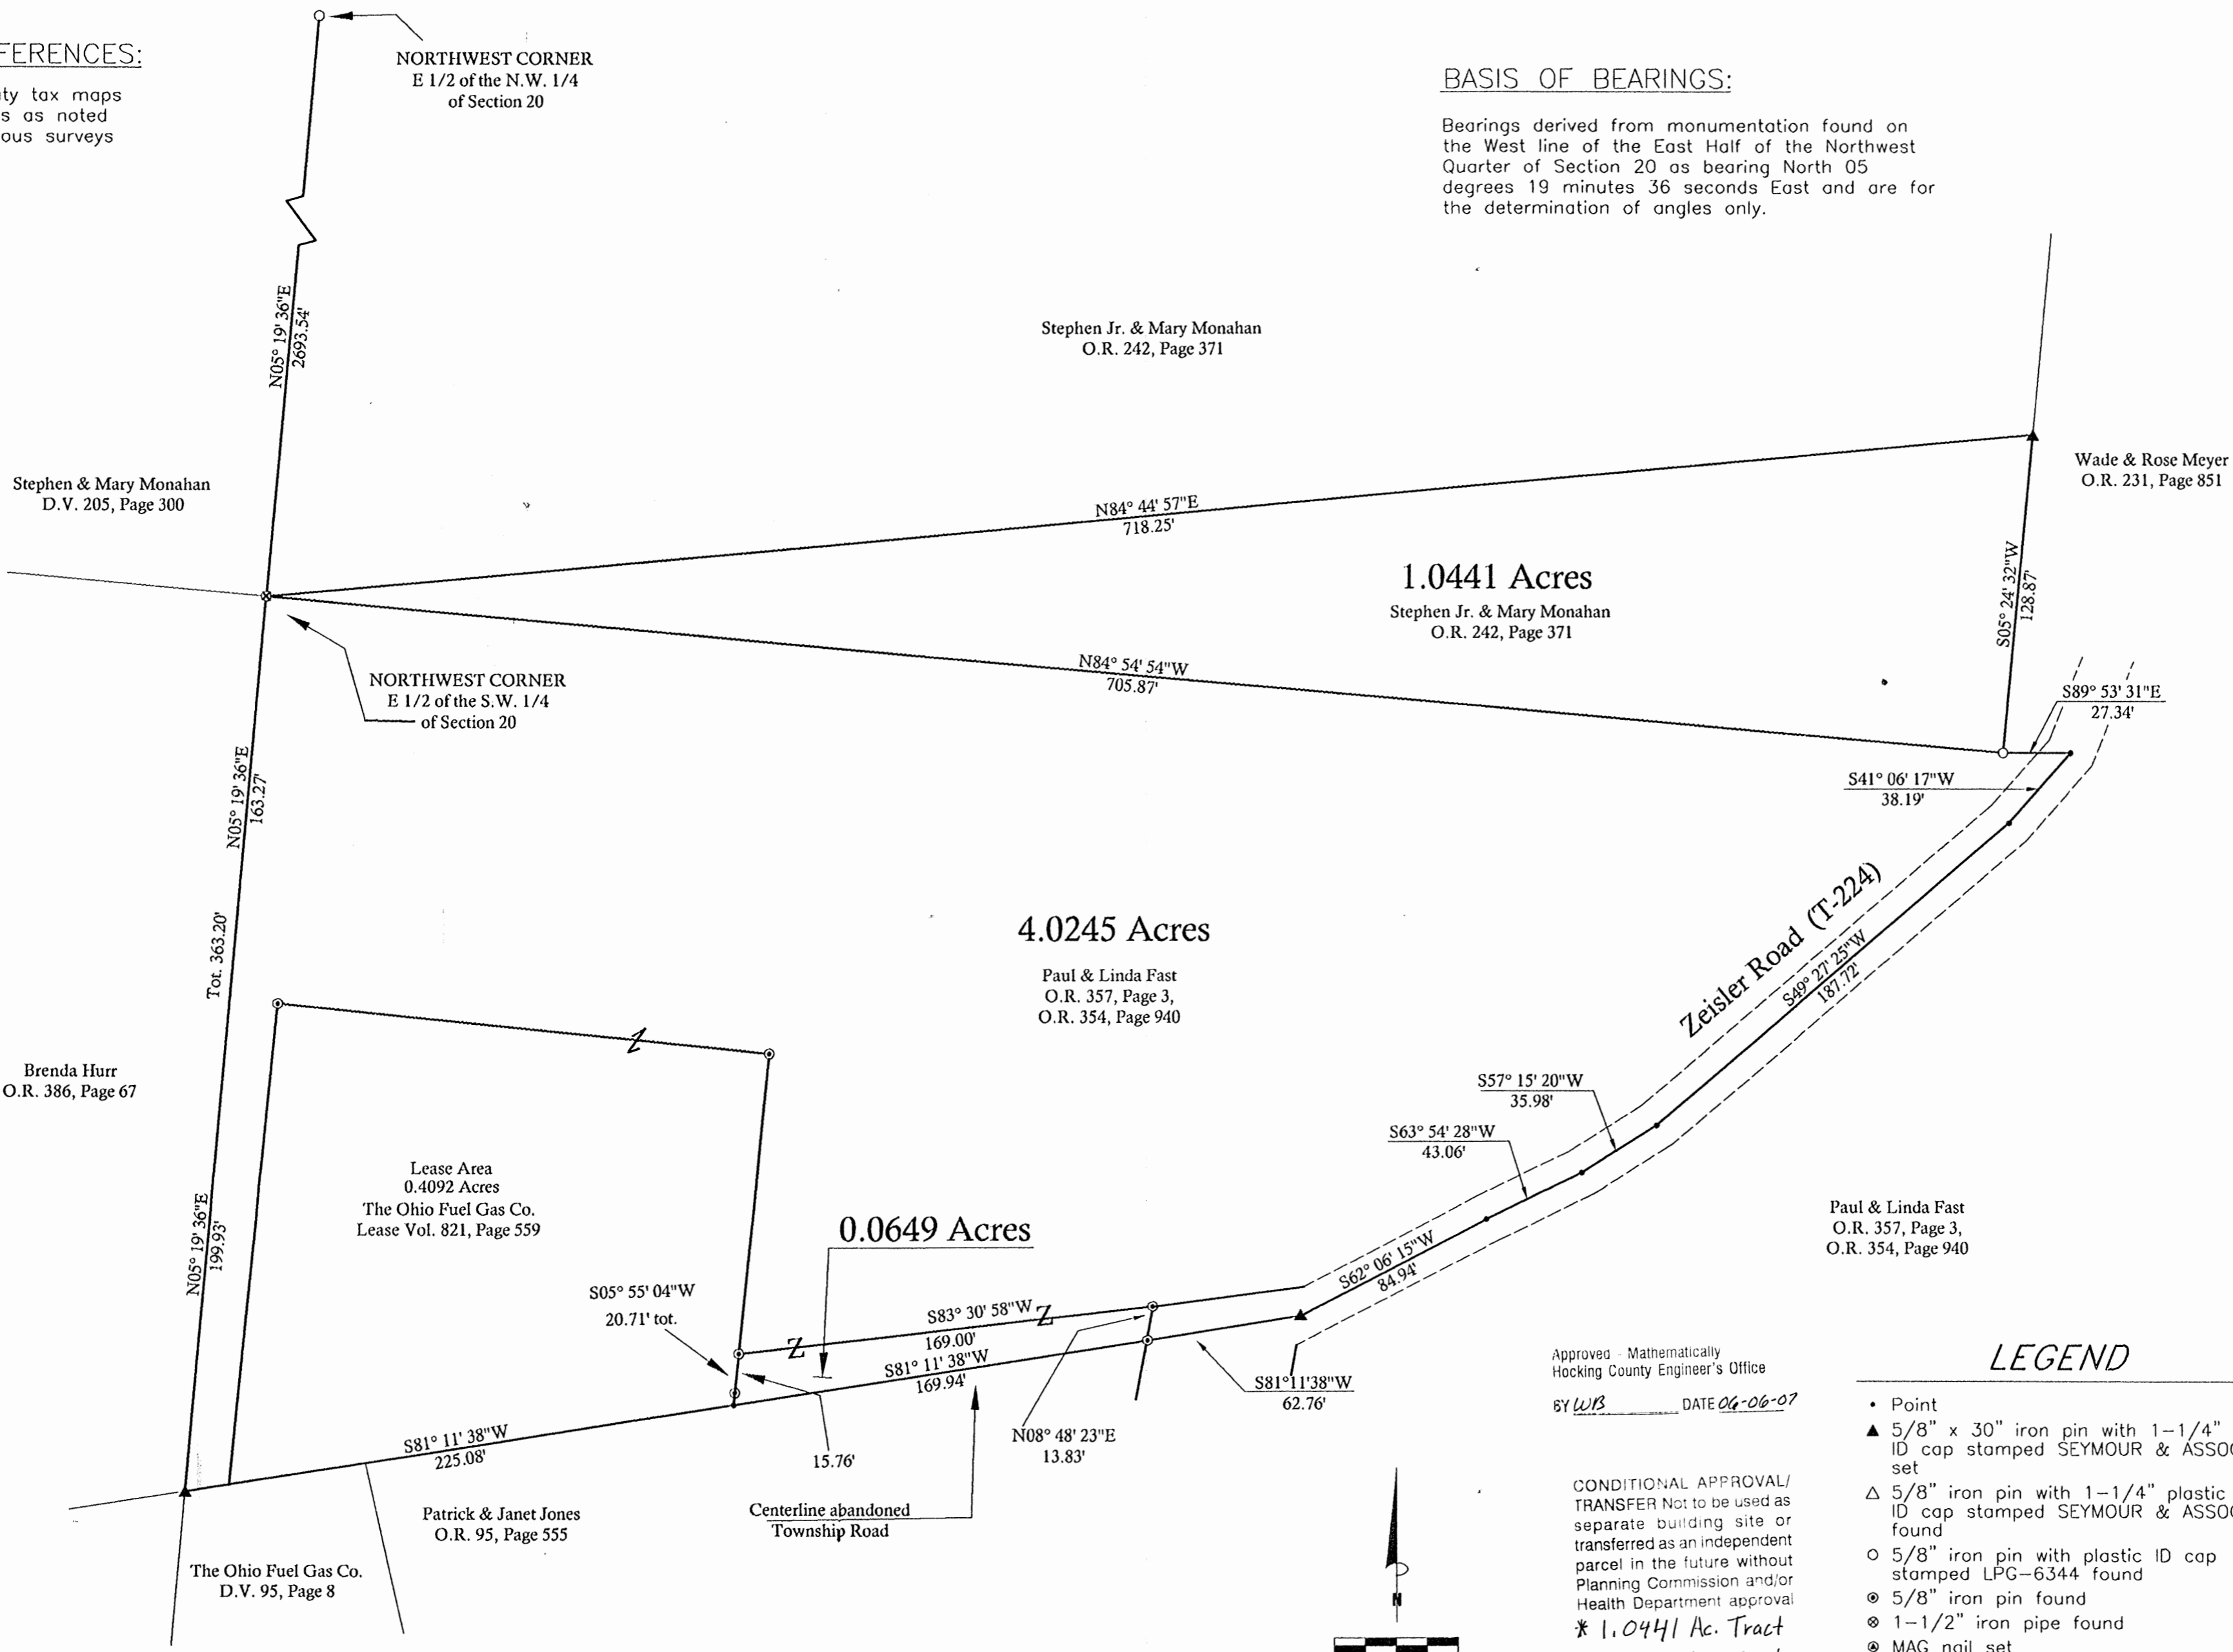 FERENCES:
ty tax maps
s as noted
ous surveys
NORTHWEST CORNER
E 1/2 of the N.W. 1/4
of Section 20
BASIS OF BEARINGS:
Bearings derived from monumentation found on
the West line of the East Half of the Northwest
Quarter of Section 20 as bearing North 05
degrees 19 minutes 36 seconds East and are for
the determination of angles only.
N05° 19' 36"E
2693.54'
Stephen Jr. & Mary Monahan
O.R. 242, Page 371
Stephen & Mary Monahan
D.V. 205, Page 300
Wade & Rose Meyer
O.R. 231, Page 851
N84° 44' 57"E
718.25'
1.0441 Acres
Stephen Jr. & Mary Monahan
O.R. 242, Page 371
S05° 24' 32"W
128.87'
N84° 54' 54"W
705.87'
NORTHWEST CORNER
E 1/2 of the S.W. 1/4
of Section 20
S89° 53' 31"E
27.34'
S41° 06' 17"W
38.19'
N05° 19' 36"E
163.27'
Tot. 363.20'
4.0245 Acres
Paul & Linda Fast
O.R. 357, Page 3,
O.R. 354, Page 940
Zeisler Road (T-224)
S49° 27' 25"W
187.72'
Brenda Hurr
O.R. 386, Page 67
Z
S57° 15' 20"W
35.98'
S63° 54' 28"W
43.06'
Lease Area
0.4092 Acres
The Ohio Fuel Gas Co.
Lease Vol. 821, Page 559
N05° 19' 36"E
199.93'
0.0649 Acres
Paul & Linda Fast
O.R. 357, Page 3,
O.R. 354, Page 940
S62° 06' 15"W
84.94'
S05° 55' 04"W
20.71' tot.
S83° 30' 58"W
169.00'
Z
Z
S81° 11' 38"W
169.94'
S81°11'38"W
62.76'
N08° 48' 23"E
13.83'
15.76'
S81° 11' 38"W
225.08'
Centerline abandoned
Township Road
Patrick & Janet Jones
O.R. 95, Page 555
The Ohio Fuel Gas Co.
D.V. 95, Page 8
N
Approved - Mathematically
Hocking County Engineer's Office
BY WB DATE 06-06-07
CONDITIONAL APPROVAL/
TRANSFER Not to be used as
separate building site or
transferred as an independent
parcel in the future without
Planning Commission and/or
Health Department approval
* 1.0441 Ac. Tract
LEGEND
• Point
▲ 5/8" x 30" iron pin with 1-1/4"
ID cap stamped SEYMOUR & ASSO
set
△ 5/8" iron pin with 1-1/4" plastic
ID cap stamped SEYMOUR & ASSO
found
○ 5/8" iron pin with plastic ID cap
stamped LPG-6344 found
⊙ 5/8" iron pin found
⊗ 1-1/2" iron pipe found
MAG nail set